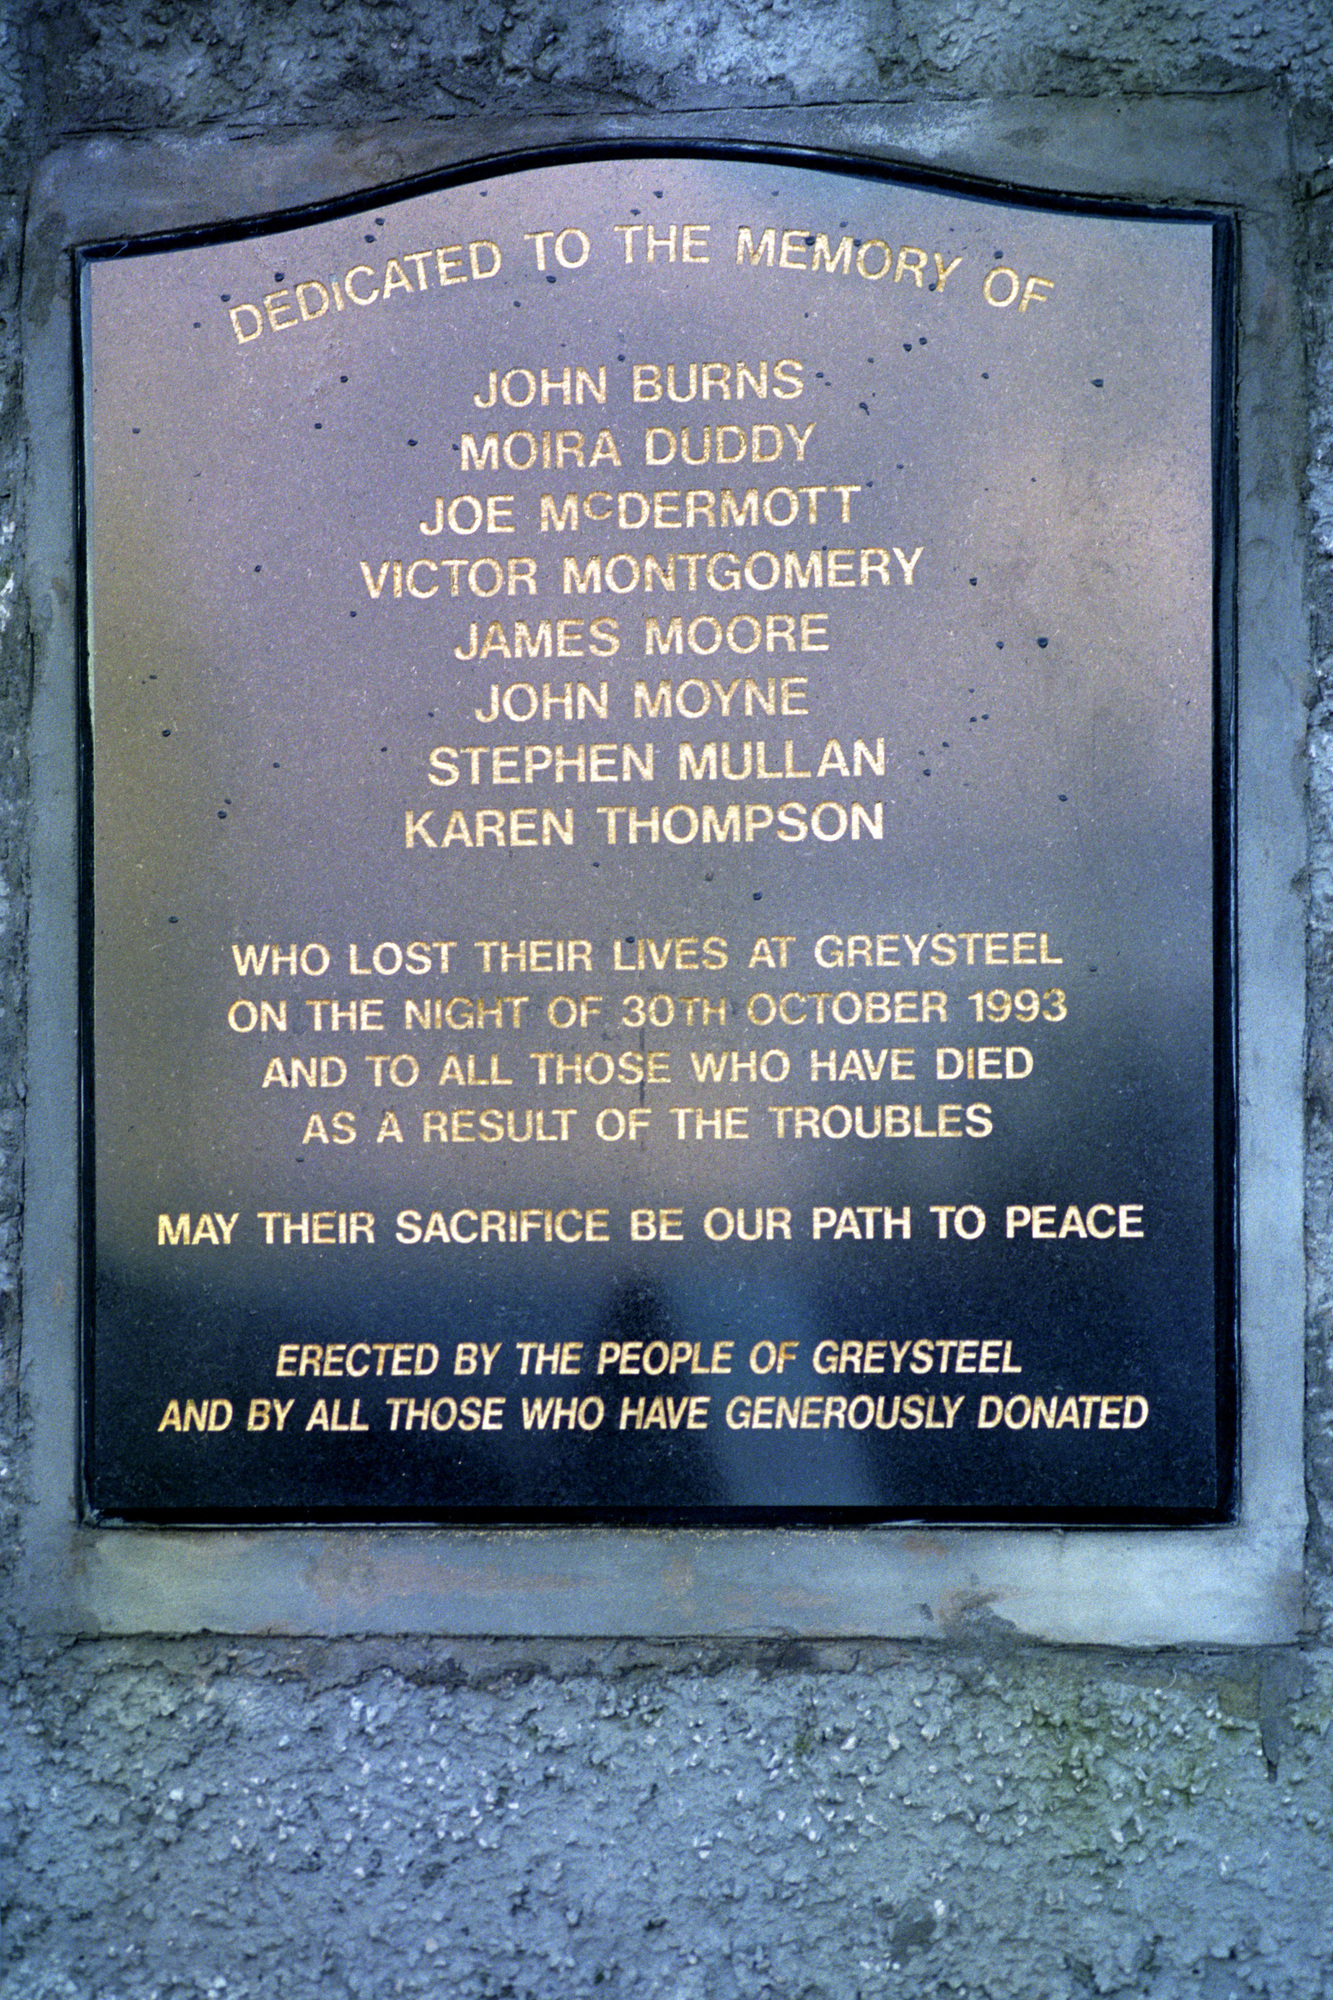 DEDICATED TO THE MEMORY OF
JOHN BURNS
MOIRA DUDDY
JOE McDERMOTT
VICTOR MONTGOMERY
JAMES MOORE
JOHN MOYNE
STEPHEN MULLAN
KAREN THOMPSON
WHO LOST THEIR LIVES AT GREYSTEEL
ON THE NIGHT OF 30TH OCTOBER 1993
AND TO ALL THOSE WHO HAVE DIED
AS A RESULT OF THE TROUBLES
MAY THEIR SACRIFICE BE OUR PATH TO PEACE
ERECTED BY THE PEOPLE OF GREYSTEEL
AND BY ALL THOSE WHO HAVE GENEROUSLY DONATED